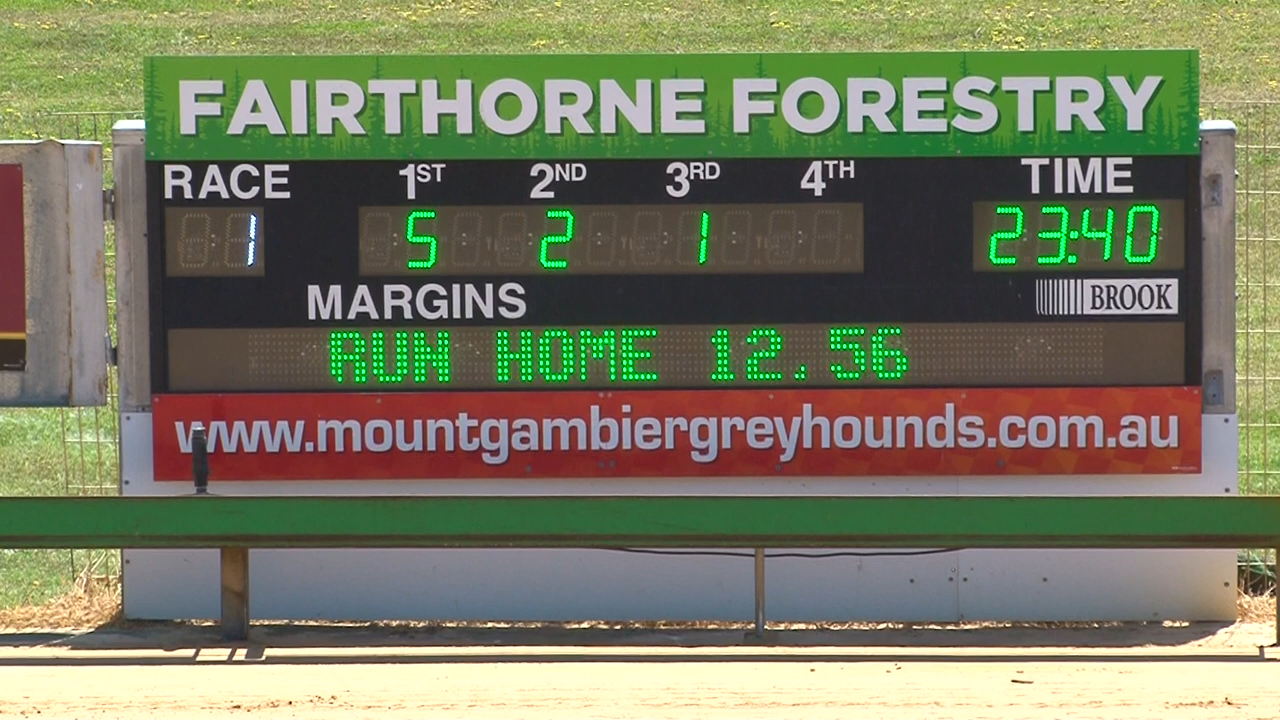 FAIRTHORNE FORESTRY
RACE 1ST 2ND 3RD 4TH TIME
1 5 2 1 23:40
MARGINS BROOK
RUN HOME 12.56
www.mountgambiergreyhounds.com.au